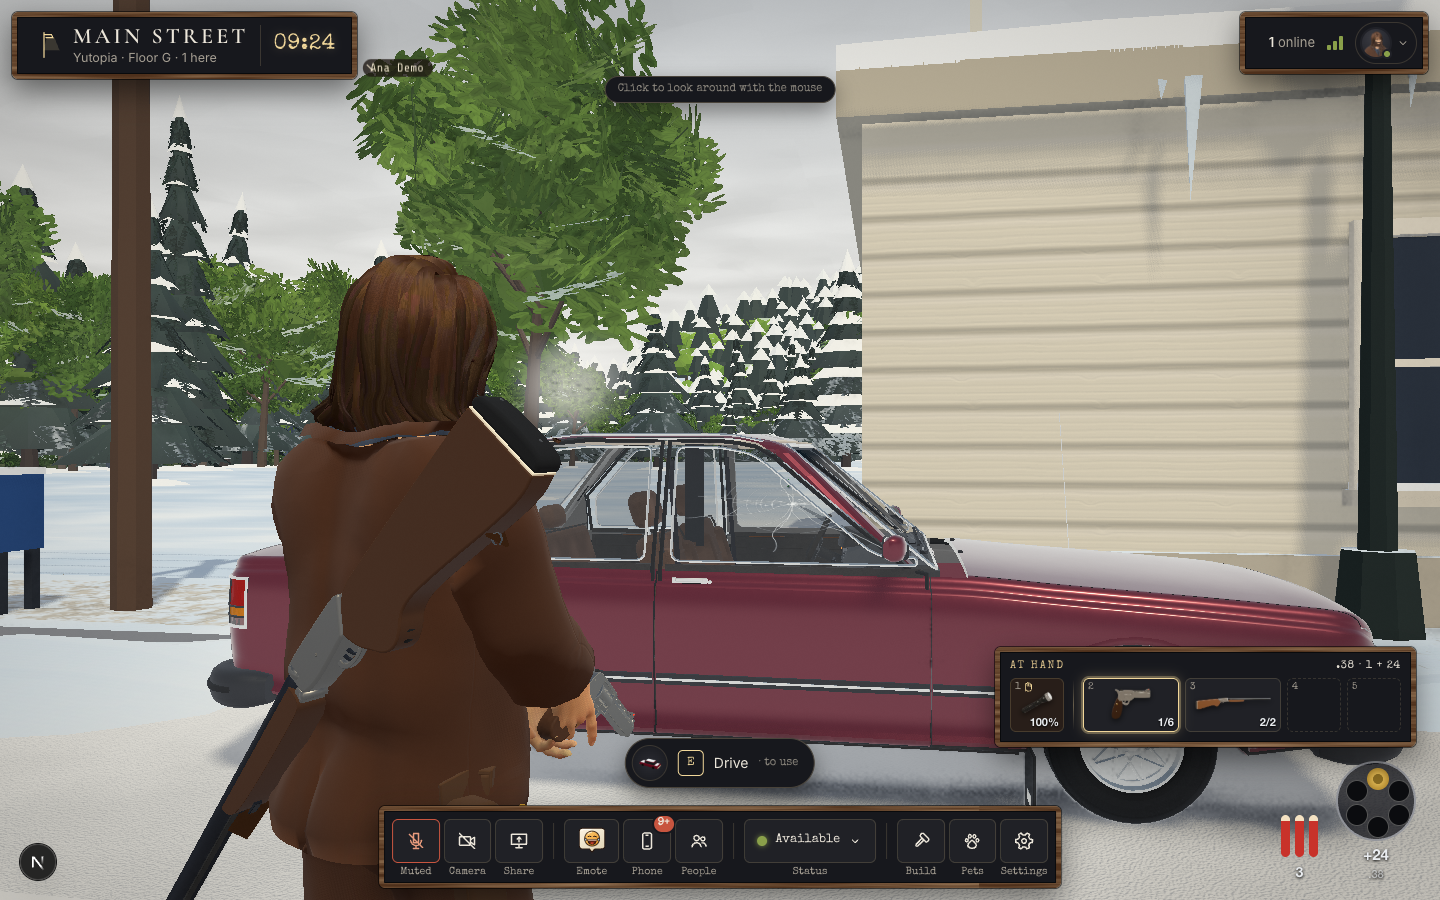 MAIN STREET
Yutopia · Floor G · 1 here
09:24
Ana Demo
Click to look around with the mouse
1 online
AT HAND
.38 · 1 + 24
1
100%
2
1/6
3
2/2
4
5
E
Drive
· to use
9+
Muted
Camera
Share
Emote
Phone
People
Available
Status
Build
Pets
Settings
N
3
+24
.38